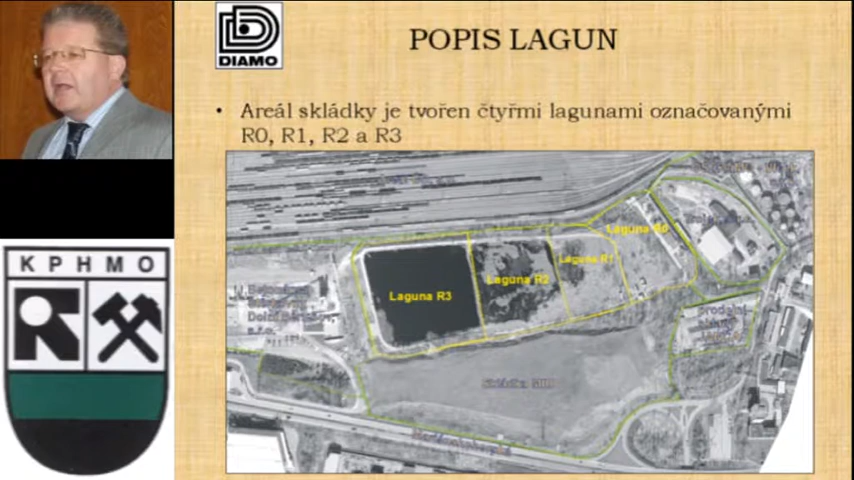 DIAMO
POPIS LAGUN
• Areál skládky je tvořen čtyřmi lagunami označovanými
R0, R1, R2 a R3
Laguna R0
Laguna R1
Laguna R2
Laguna R3
s.r.o.
KPHMO